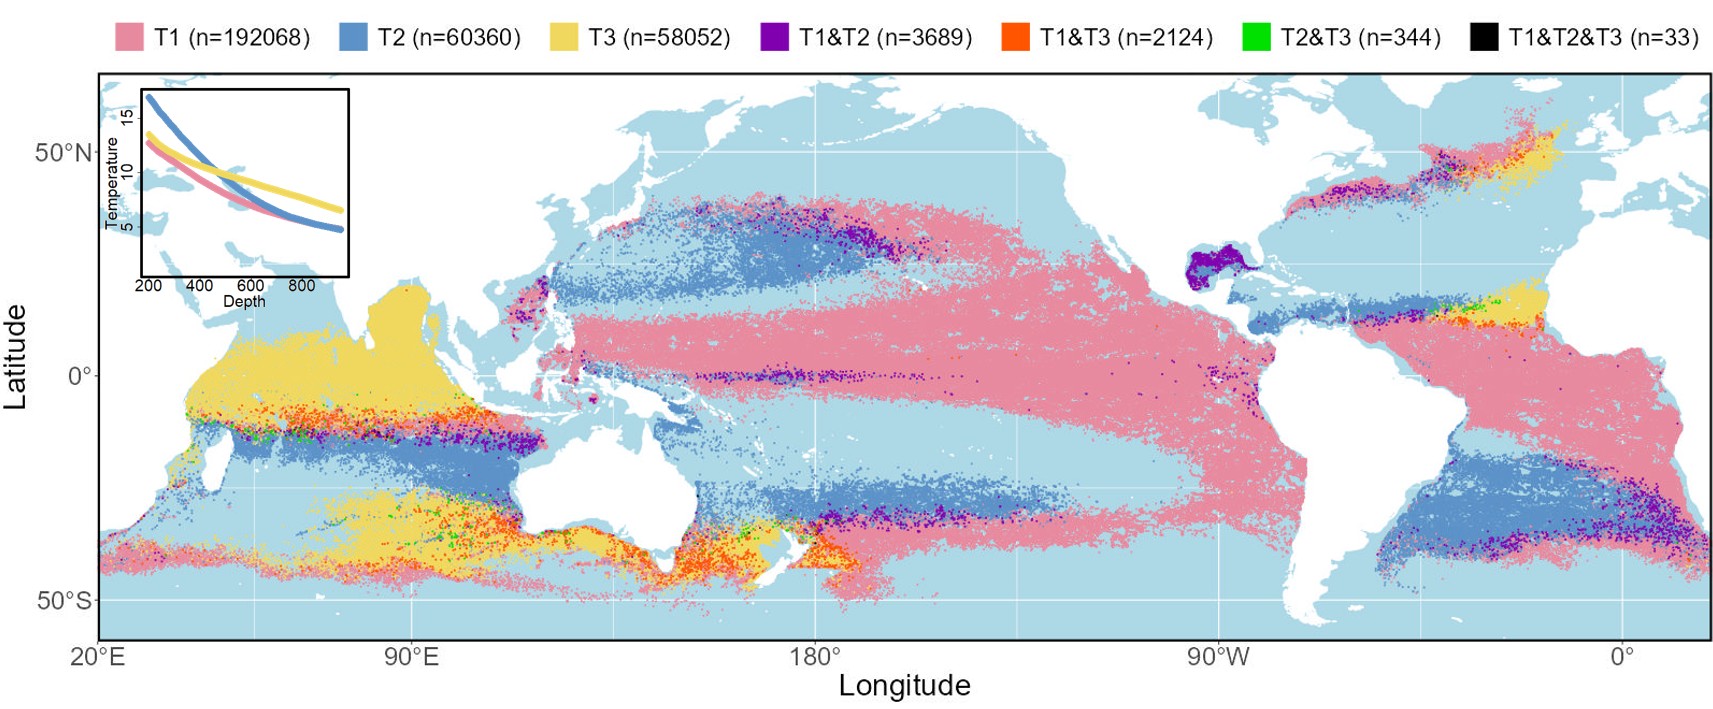 T1 (n=192068) T2 (n=60360) T3 (n=58052) T1&T2 (n=3689) T1&T3 (n=2124) T2&T3 (n=344) T1&T2&T3 (n=33)
15
10
5
Temperature
200 400 600 800
Depth
50°N
0°
50°S
Latitude
20°E 90°E 180° 90°W 0°
Longitude